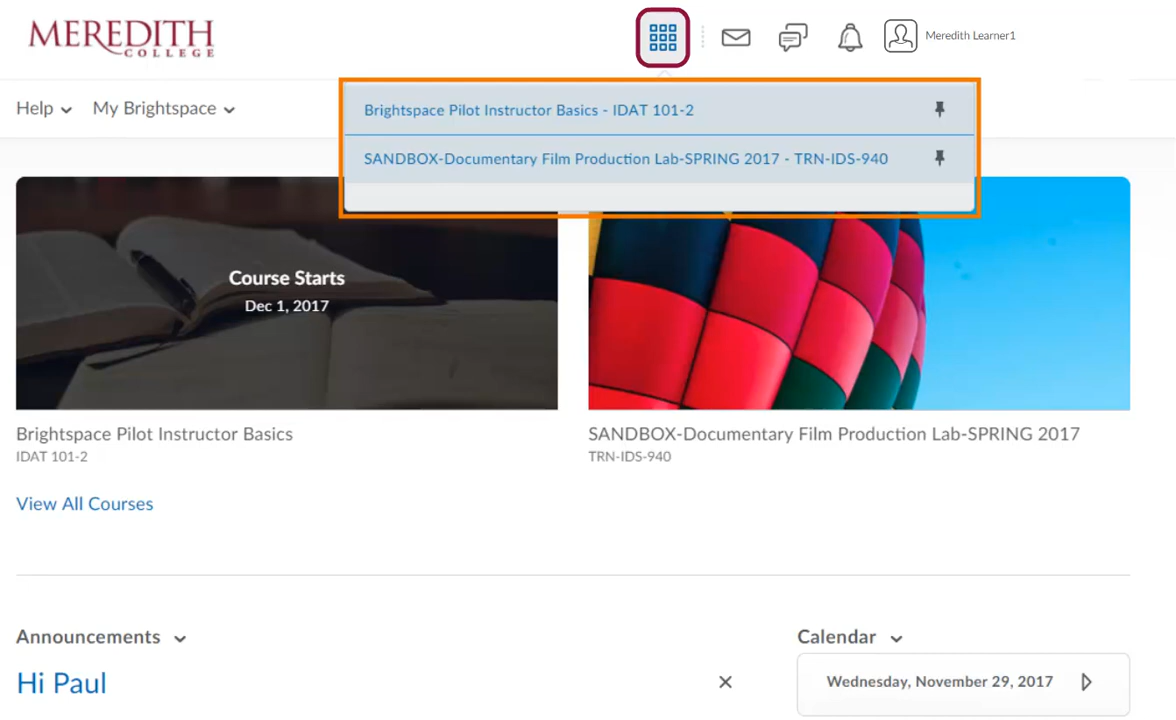 MEREDITH
COLLEGE
Meredith Learner1
Help
My Brightspace
Brightspace Pilot Instructor Basics - IDAT 101-2
SANDBOX-Documentary Film Production Lab-SPRING 2017 - TRN-IDS-940
Course Starts
Dec 1, 2017
Brightspace Pilot Instructor Basics
IDAT 101-2
SANDBOX-Documentary Film Production Lab-SPRING 2017
TRN-IDS-940
View All Courses
Announcements
Hi Paul
Calendar
Wednesday, November 29, 2017